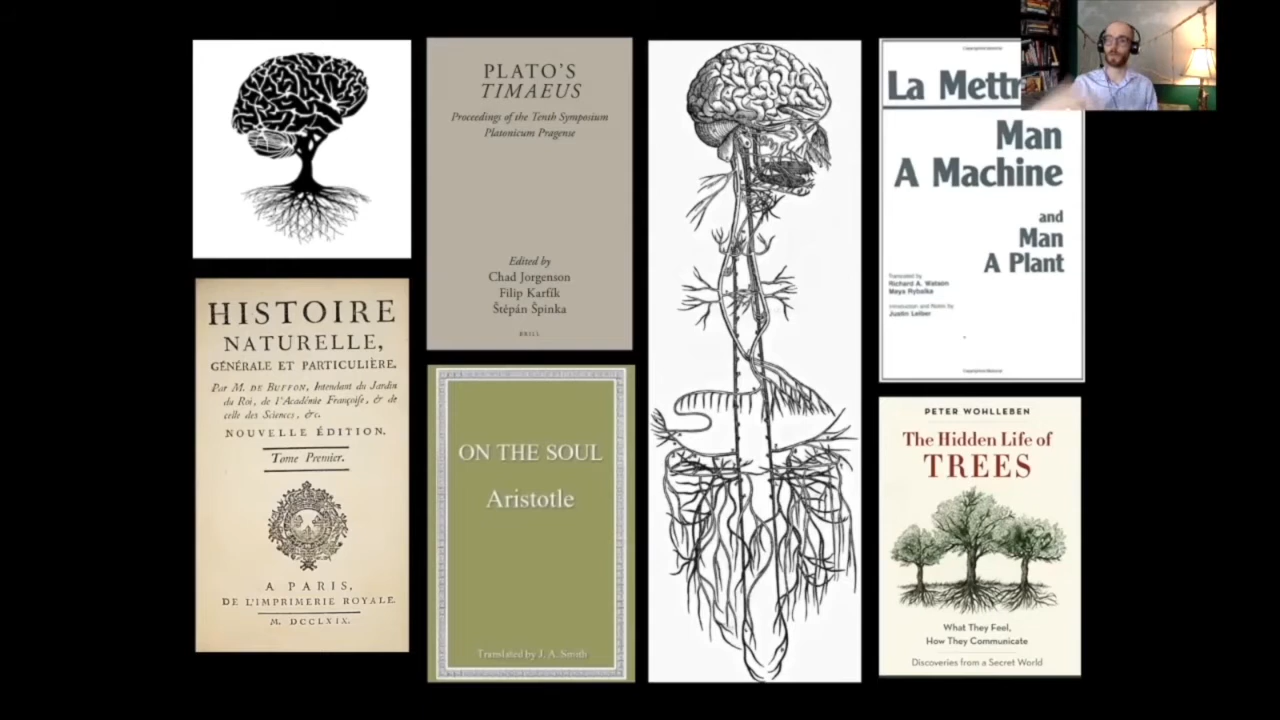 PLATO'S
TIMAEUS
Proceedings of the Tenth Symposium
Platonicum Pragense
Edited by
Chad Jorgenson
Filip Karfík
Štěpán Špinka
BRILL
HISTOIRE
NATURELLE,
GÉNÉRALE ET PARTICULIÈRE,
Par M. DE BUFFON, Intendant du Jardin
du Roi, de l'Académie Françoise, & de
celle des Sciences, &c.
NOUVELLE ÉDITION.
Tome Premier.
A PARIS,
DE L'IMPRIMERIE ROYALE.
M. DCCLXIX.
ON THE SOUL
Aristotle
Translated by J. A. Smith
La Mettr
Man
A Machine
and
Man
A Plant
Translated by
Richard A. Watson
Maya Rybalka
Introduction and Notes by
Justin Leiber
PETER WOHLLEBEN
The Hidden Life of
TREES
What They Feel,
How They Communicate
Discoveries from a Secret World